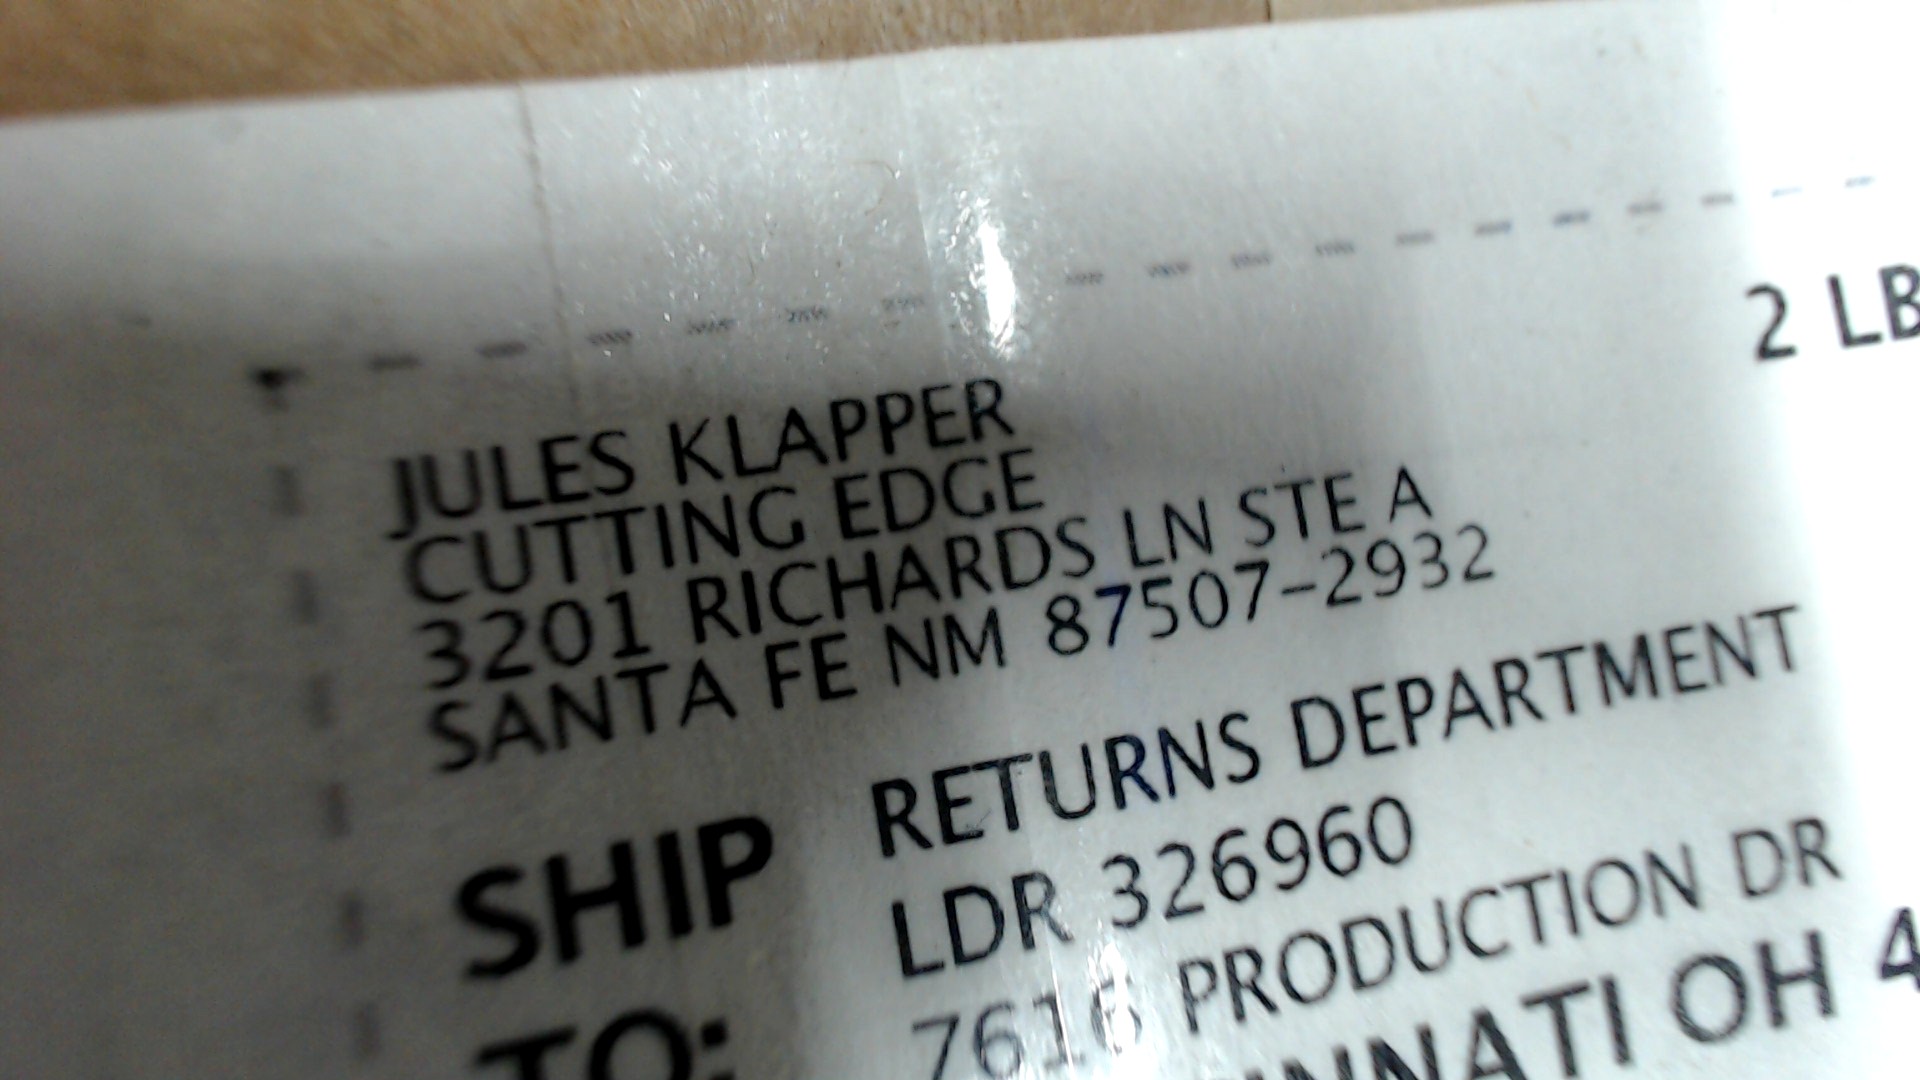 2 LB
JULES KLAPPER
CUTTING EDGE
3201 RICHARDS LN STE A
SANTA FE NM 87507-2932
SHIP TO:
RETURNS DEPARTMENT
LDR 326960
PRODUCTION DR
OH